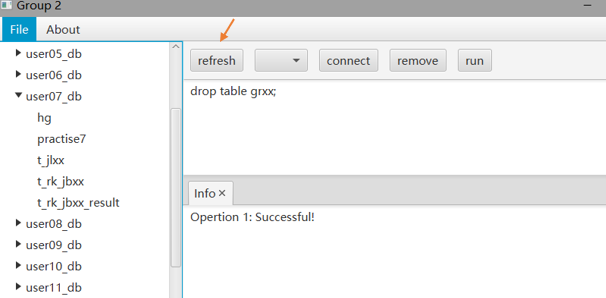 Group 2
File About
user05_db
user06_db
user07_db
hg
practise7
t_jlxx
t_rk_jbxx
t_rk_jbxx_result
user08_db
user09_db
user10_db
user11_db
refresh connect remove run
drop table grxx;
Info ×
Opertion 1: Successful!